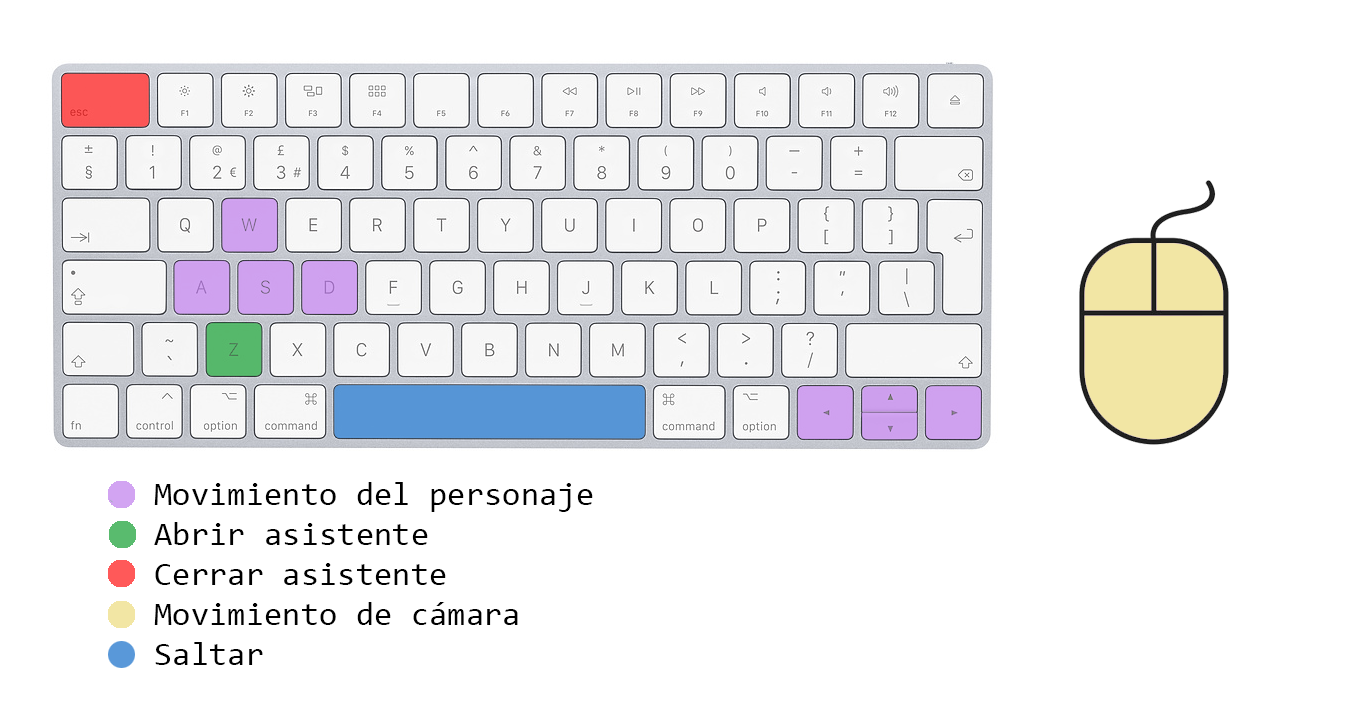 esc F1 F2 F3 F4 F5 F6 F7 F8 F9 F10 F11 F12
± ! @ £ $ % ^ & * ( ) — +
§ 1 2 € 3 # 4 5 6 7 8 9 0 - =
Q W E R T Y U I O P { [ } ]
A S D F G H J K L : ; " ' | \
~ ` Z X C V B N M < , > . ? /
fn control option command command option
Movimiento del personaje
Abrir asistente
Cerrar asistente
Movimiento de cámara
Saltar